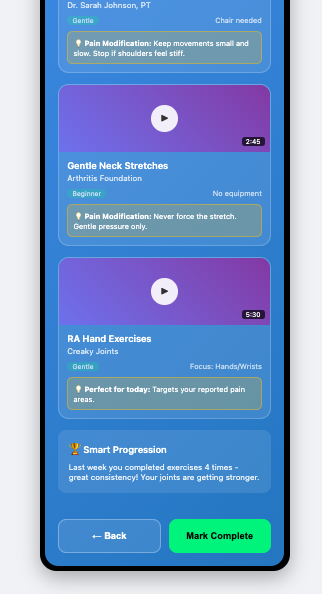 Dr. Sarah Johnson, PT
Gentle
Chair needed
💡 Pain Modification: Keep movements small and
slow. Stop if shoulders feel stiff.
2:45
Gentle Neck Stretches
Arthritis Foundation
Beginner
No equipment
💡 Pain Modification: Never force the stretch.
Gentle pressure only.
5:30
RA Hand Exercises
Creaky Joints
Gentle
Focus: Hands/Wrists
💡 Perfect for today: Targets your reported pain
areas.
🏆 Smart Progression
Last week you completed exercises 4 times -
great consistency! Your joints are getting stronger.
← Back
Mark Complete